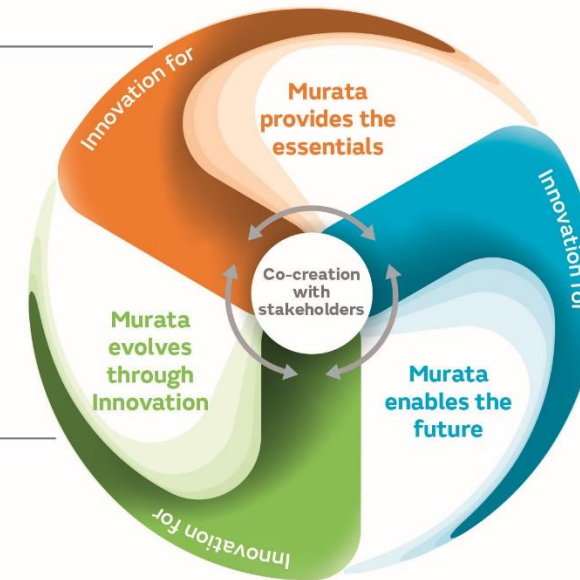 Innovation for
Murata
provides the
essentials
Innovation for
Co-creation
with
stakeholders
Murata
evolves
through
Innovation
Murata
enables the
future
Innovation for